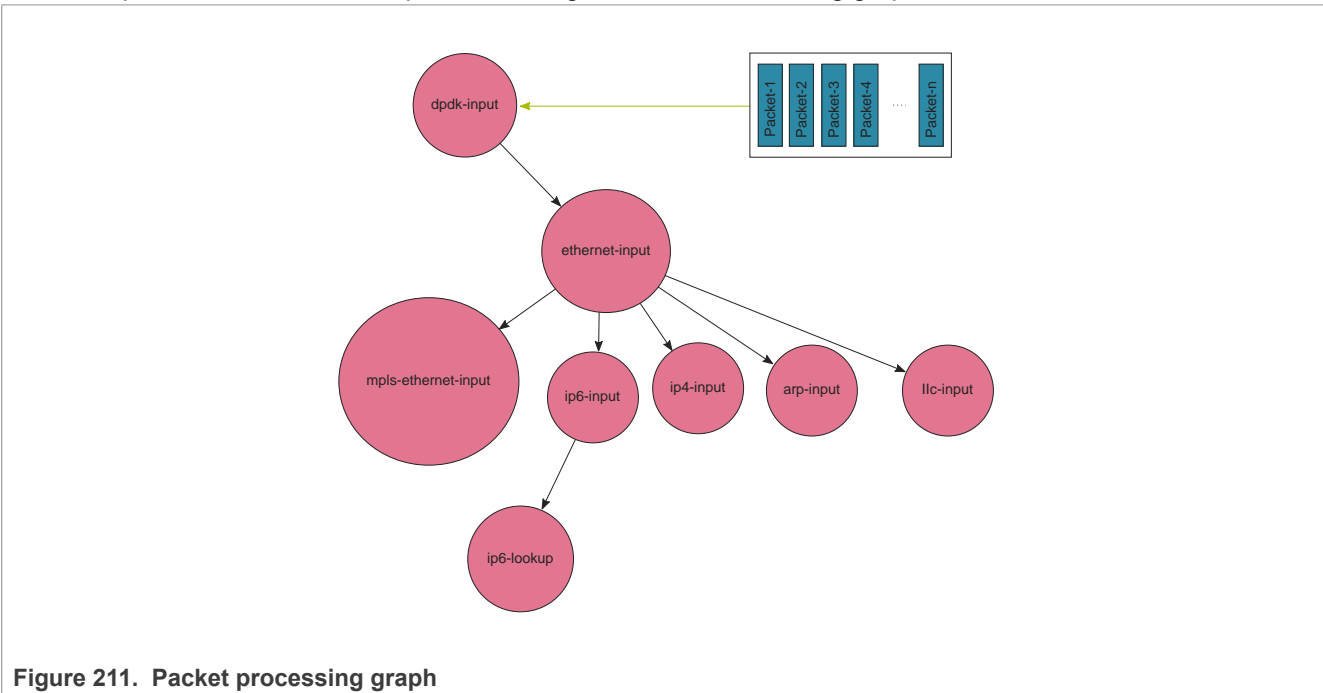 dpdk-input
Packet-1
Packet-2
Packet-3
Packet-4
....
Packet-n
ethernet-input
mpls-ethernet-input
ip6-input
ip4-input
arp-input
llc-input
ip6-lookup
Figure 211. Packet processing graph